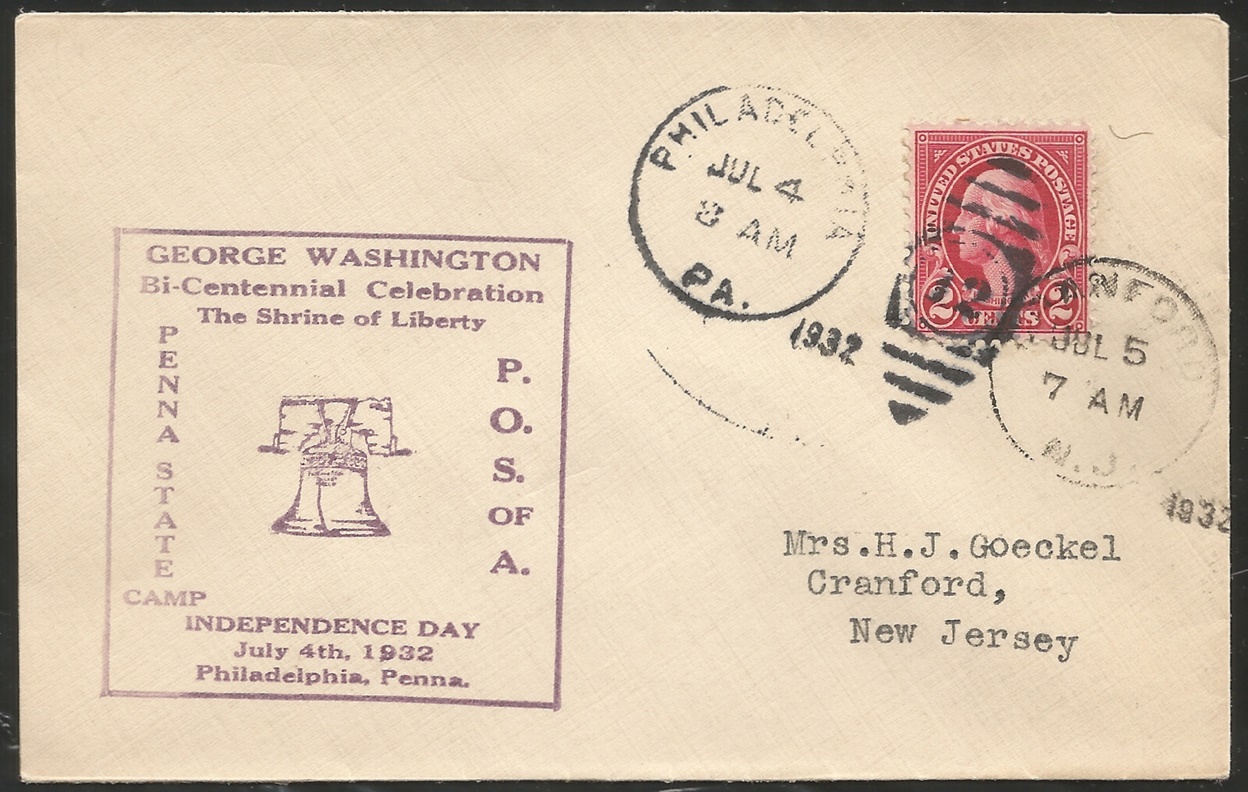 GEORGE WASHINGTON
Bi-Centennial Celebration
The Shrine of Liberty
PENNA STATE
CAMP
P.
O.
S.
OF
A.
INDEPENDENCE DAY
July 4th, 1932
Philadelphia, Penna.
PHILADELPHIA
JUL 4
8 AM
PA.
1932
UNITED STATES POSTAGE
2 2
CENTS
JUL 5
7 AM
N.J.
1932
Mrs.H.J.Goeckel
Cranford,
New Jersey